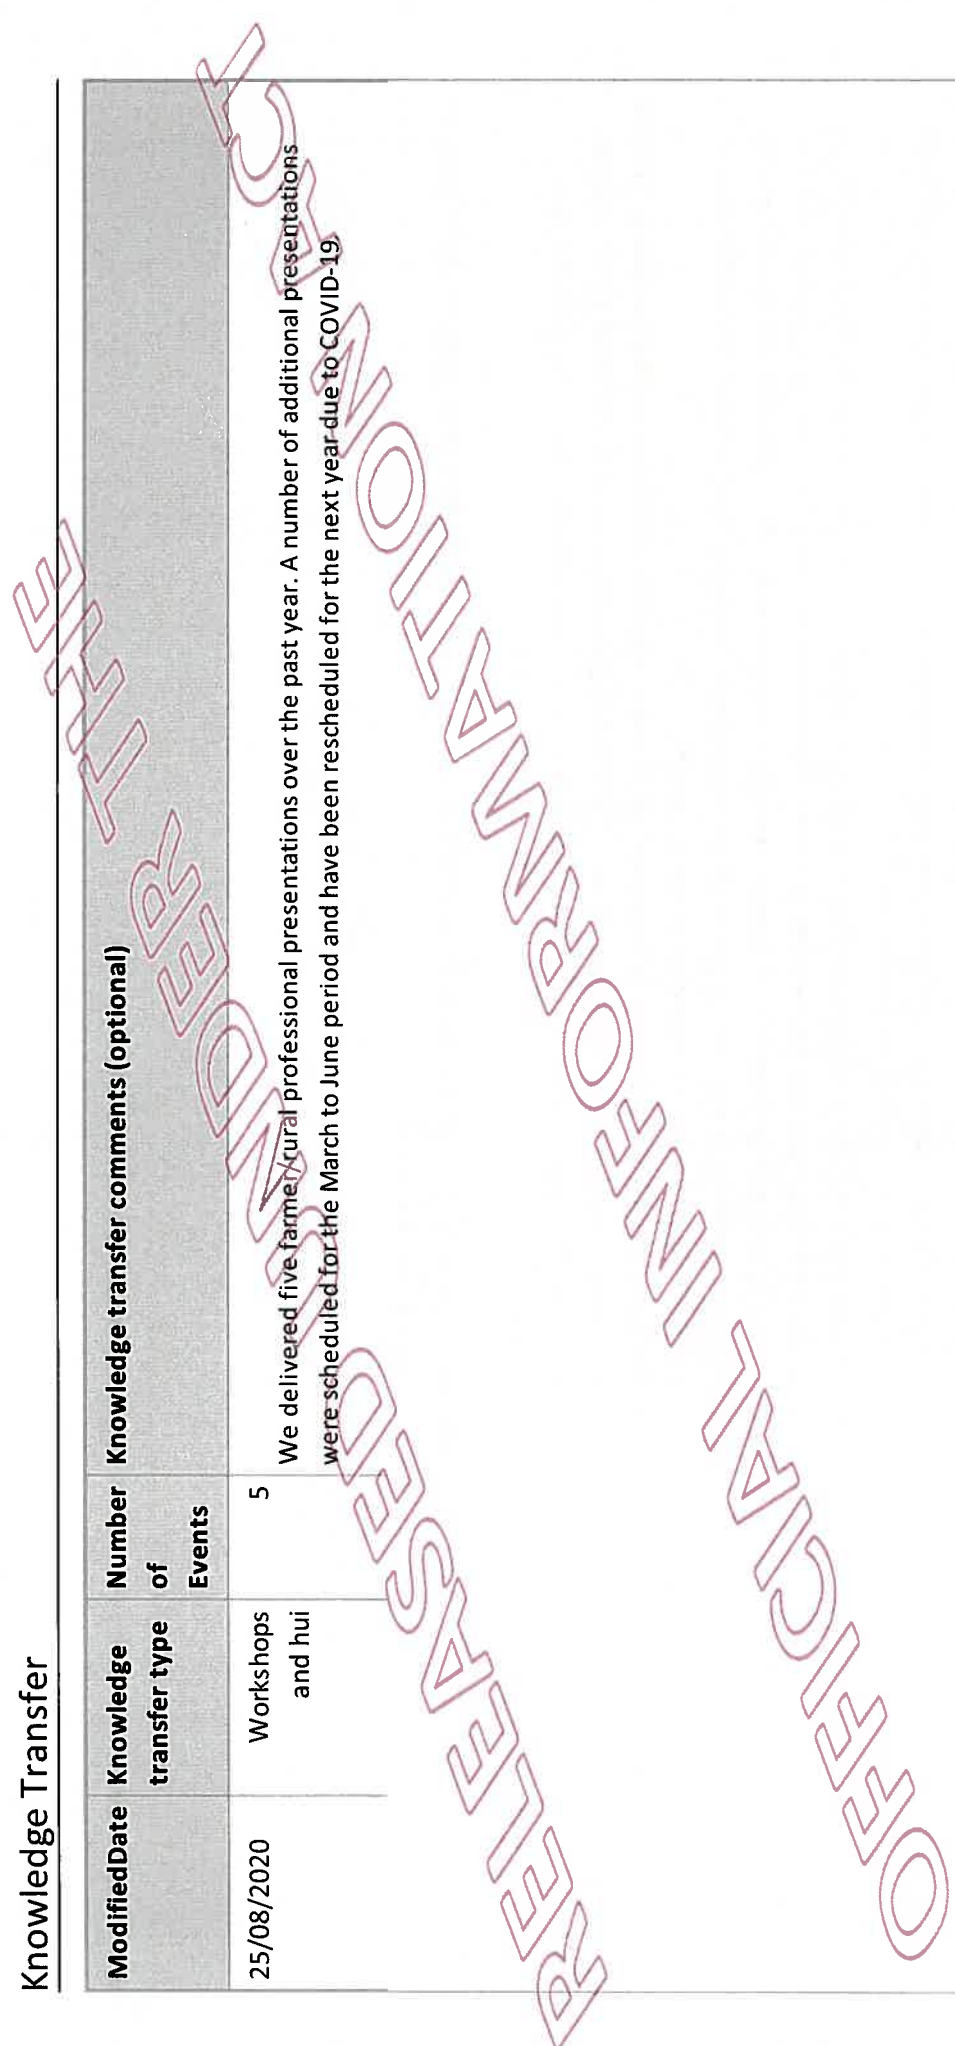 Knowledge Transfer
ModifiedDate Knowledge transfer type Number of Events Knowledge transfer comments (optional)
25/08/2020 Workshops and hui 5 We delivered five farmer/rural professional presentations over the past year. A number of additional presentations
were scheduled for the March to June period and have been rescheduled for the next year due to COVID-19.
RELEASED UNDER THE
OFFICIAL INFORMATION ACT